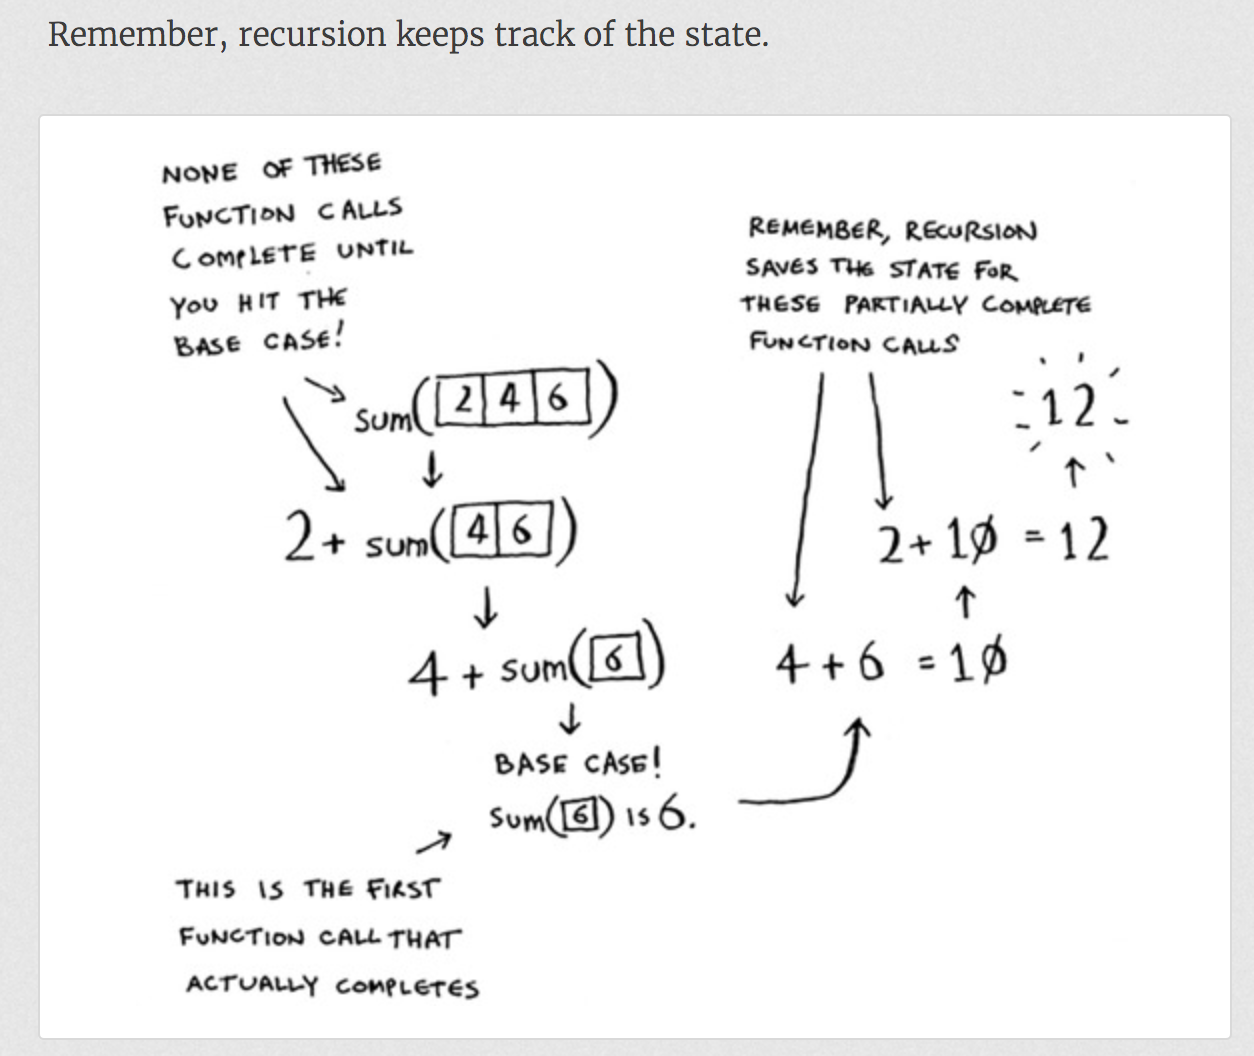 Remember, recursion keeps track of the state.
NONE OF THESE
FUNCTION CALLS
COMPLETE UNTIL
YOU HIT THE
BASE CASE!
sum([2|4|6])
2+ sum([4|6])
4 + sum([6])
BASE CASE!
sum([6]) is 6.
THIS IS THE FIRST
FUNCTION CALL THAT
ACTUALLY COMPLETES
REMEMBER, RECURSION
SAVES THE STATE FOR
THESE PARTIALLY COMPLETE
FUNCTION CALLS
12
2+10 = 12
4+6 = 10